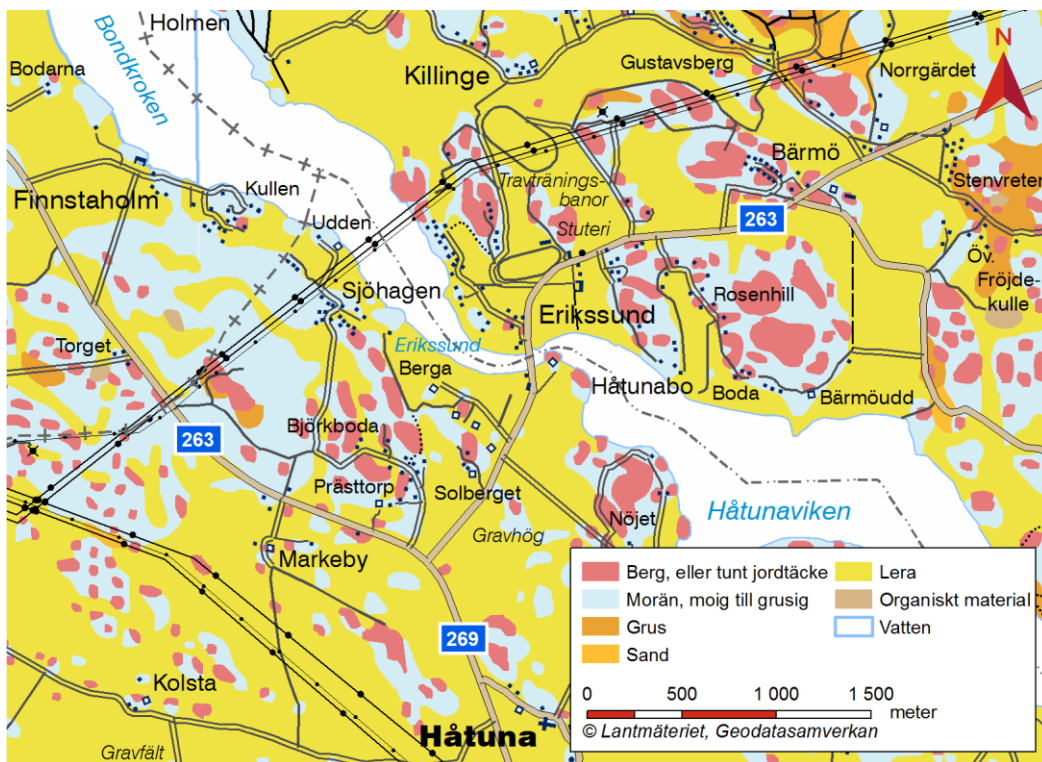 Holmen
Bondkroken
Bodarna
Killinge
Gustavsberg
Norrgärdet
N
Bärmö
Kullen
Finnstaholm
Travtränings-
banor
Stenvreten
Udden
263
Stuteri
Öv.
Fröjde-
kulle
Sjöhagen
Rosenhill
Erikssund
Torget
Erikssund
Berga
Håtunabo
Boda
Bärmöudd
Björkboda
263
Prästtorp
Solberget
Nöjet
Håtunaviken
Gravhög
Markeby
Berg, eller tunt jordtäcke
Morän, moig till grusig
Grus
Sand
Lera
Organiskt material
Vatten
269
Kolsta
0 500 1 000 1 500
meter
© Lantmäteriet, Geodatasamverkan
Håtuna
Gravfält